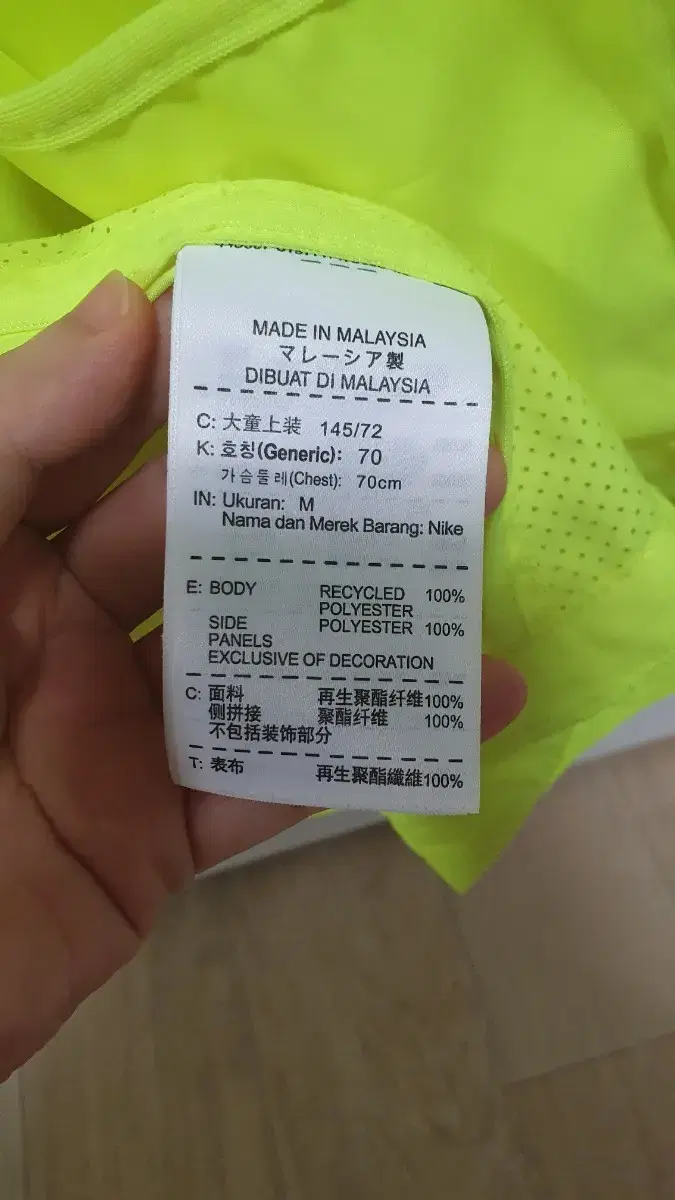 MADE IN MALAYSIA
マレーシア製
DIBUAT DI MALAYSIA
C: 大童上装 145/72
K: 호칭(Generic): 70
가슴둘레(Chest): 70cm
IN: Ukuran: M
Nama dan Merek Barang: Nike
E: BODY RECYCLED 100%
POLYESTER
SIDE POLYESTER 100%
PANELS
EXCLUSIVE OF DECORATION
C: 面料 再生聚酯纤维100%
侧拼接 聚酯纤维 100%
不包括装饰部分
T: 表布 再生聚酯纖維100%